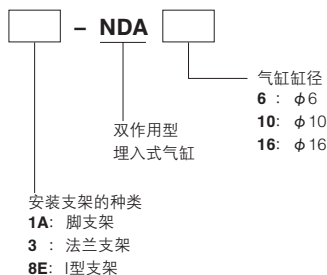 – NDA
气缸缸径
6 : φ6
10: φ10
16: φ16
双作用型
埋入式气缸
安装支架的种类
1A: 脚支架
3 : 法兰支架
8E: I型支架